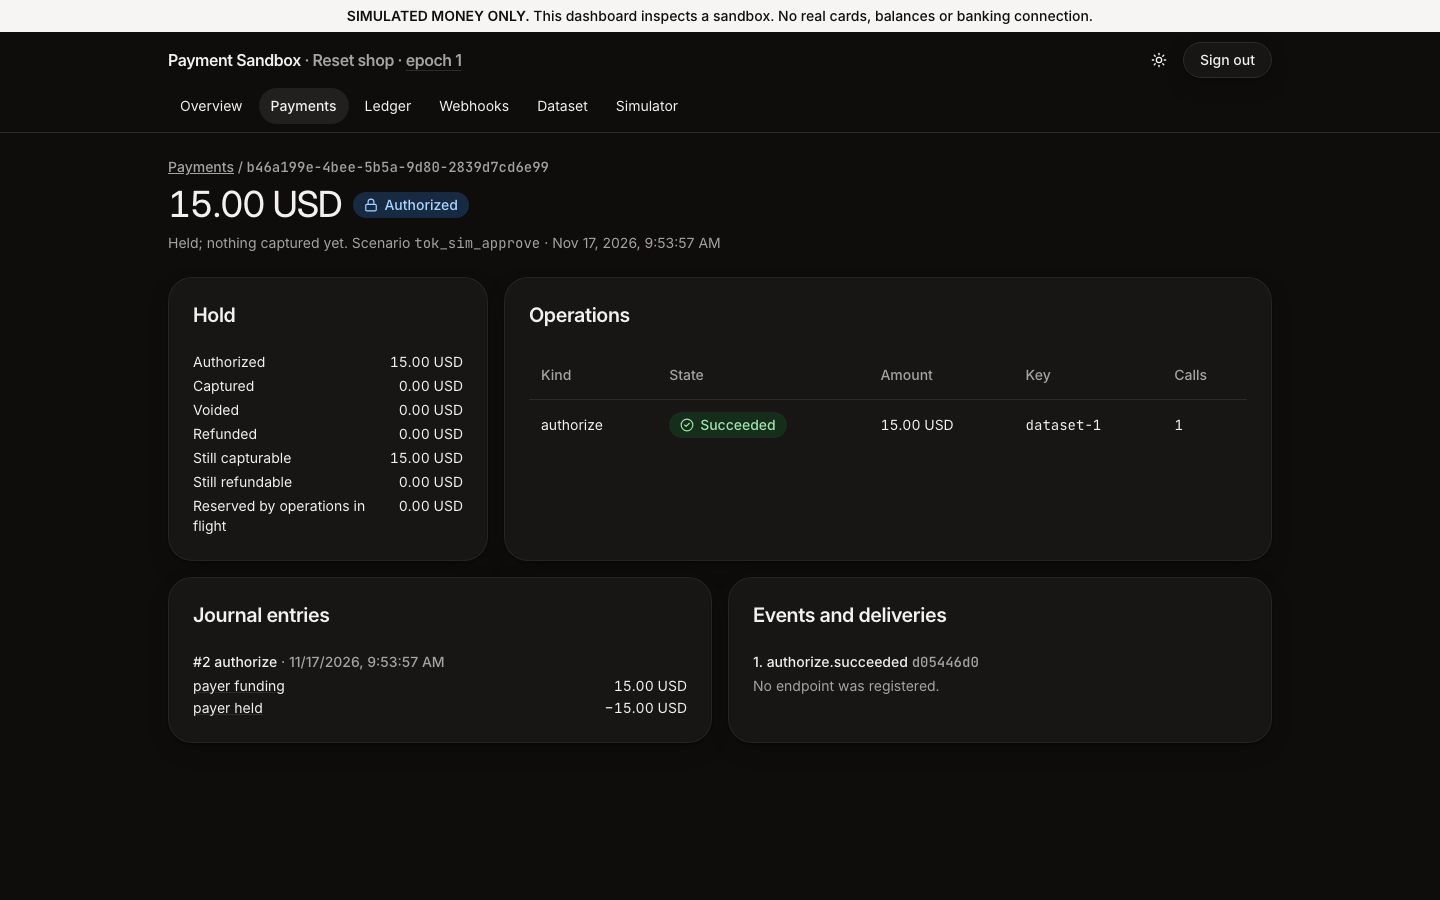 SIMULATED MONEY ONLY. This dashboard inspects a sandbox. No real cards, balances or banking connection.
Payment Sandbox · Reset shop · epoch 1
Sign out
Overview Payments Ledger Webhooks Dataset Simulator
Payments / b46a199e-4bee-5b5a-9d80-2839d7cd6e99
15.00 USD Authorized
Held; nothing captured yet. Scenario tok_sim_approve · Nov 17, 2026, 9:53:57 AM
Hold
Authorized 15.00 USD
Captured 0.00 USD
Voided 0.00 USD
Refunded 0.00 USD
Still capturable 15.00 USD
Still refundable 0.00 USD
Reserved by operations in 0.00 USD
flight
Operations
Kind State Amount Key Calls
authorize Succeeded 15.00 USD dataset-1 1
Journal entries
#2 authorize · 11/17/2026, 9:53:57 AM
payer funding 15.00 USD
payer held −15.00 USD
Events and deliveries
1. authorize.succeeded d05446d0
No endpoint was registered.